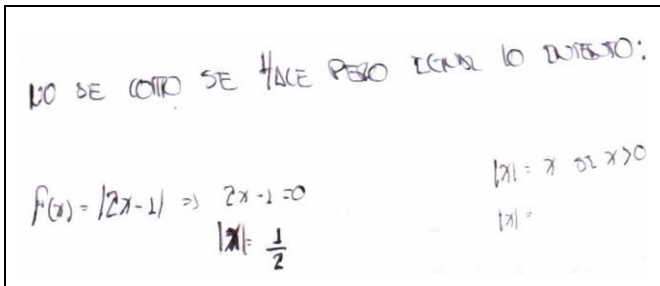 NO SE COMO SE HACE PERO IGUAL LO INTENTO:
f(x) = |2x-1| => 2x-1=0
|x| = 1/2
|x| = x si x>0
|x| =